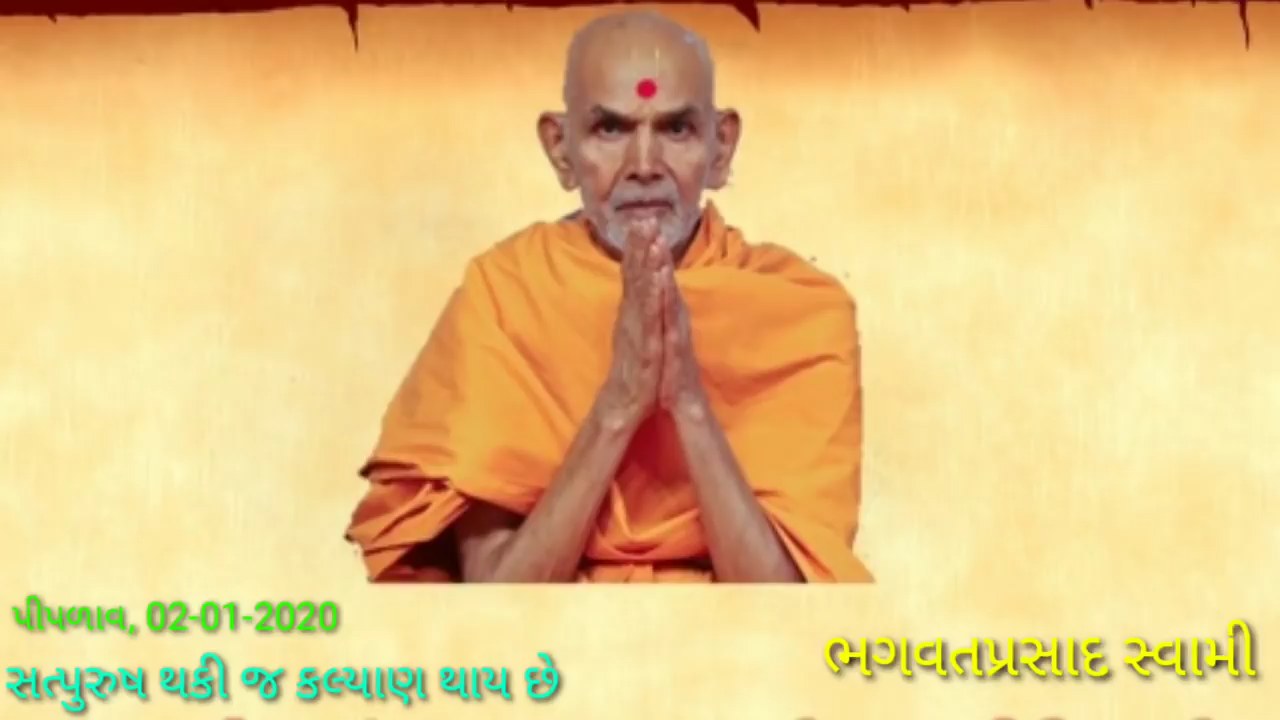 પીપળાવ, 02-01-2020
સત્પુરુષ થકી જ કલ્યાણ થાય છે
ભગવતપ્રસાદ સ્વામી